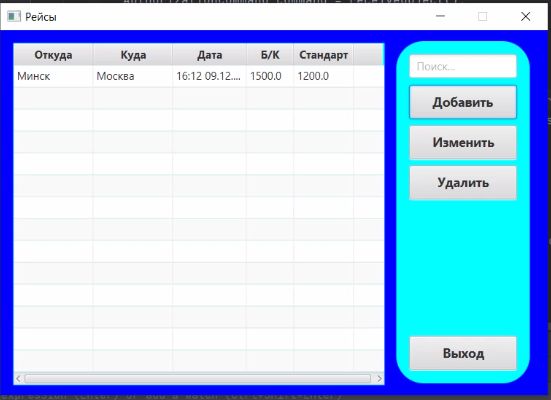 Рейсы
Откуда Куда Дата Б/К Стандарт
Минск Москва 16:12 09.12.... 1500.0 1200.0
Поиск...
Добавить
Изменить
Удалить
Выход